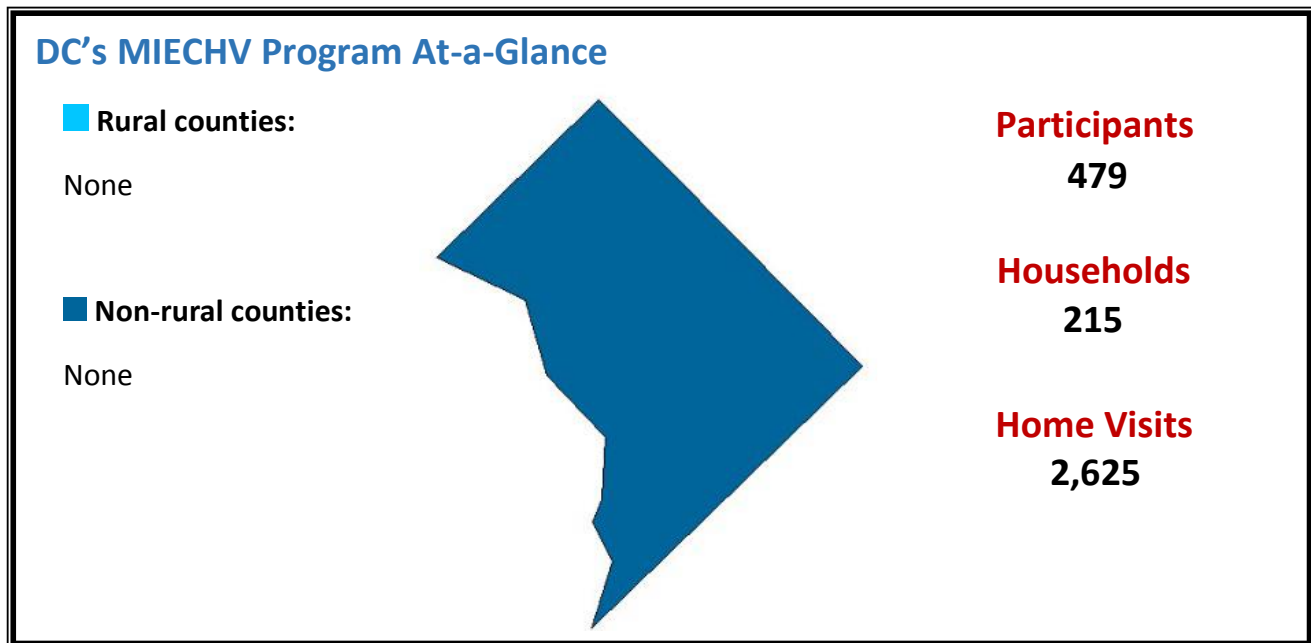 DC’s MIECHV Program At-a-Glance
Rural counties:
None
Non-rural counties:
None
Participants
479
Households
215
Home Visits
2,625